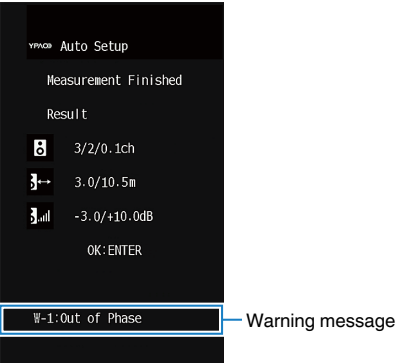 YPAO Auto Setup
Measurement Finished
Result
3/2/0.1ch
3.0/10.5m
-3.0/+10.0dB
OK:ENTER
W-1:Out of Phase
Warning message